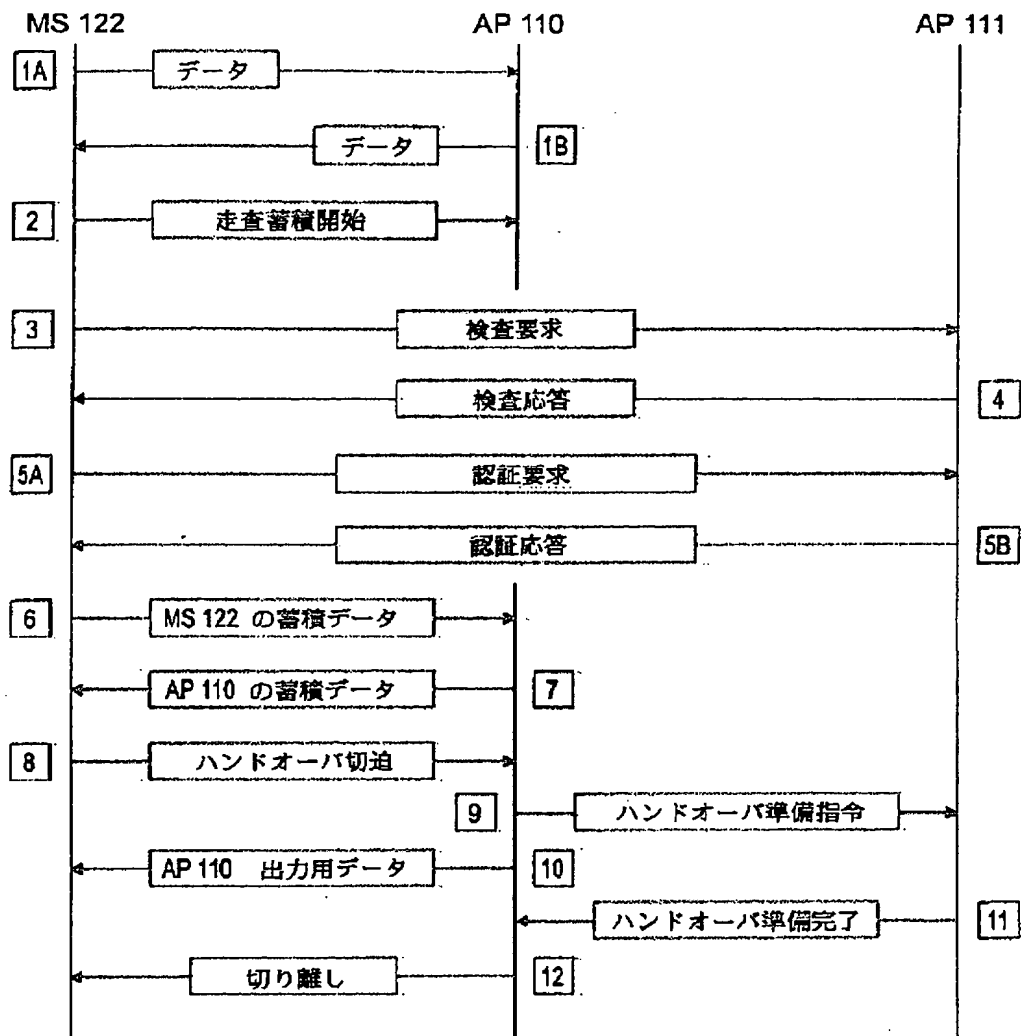 MS 122 AP 110 AP 111
1A データ
データ 1B
2 走査蓄積開始
3 検査要求
検査応答 4
5A 認証要求
認証応答 5B
6 MS 122 の蓄積データ
AP 110 の蓄積データ 7
8 ハンドオーバ切迫
9 ハンドオーバ準備指令
AP 110 出力用データ 10
ハンドオーバ準備完了 11
切り離し 12